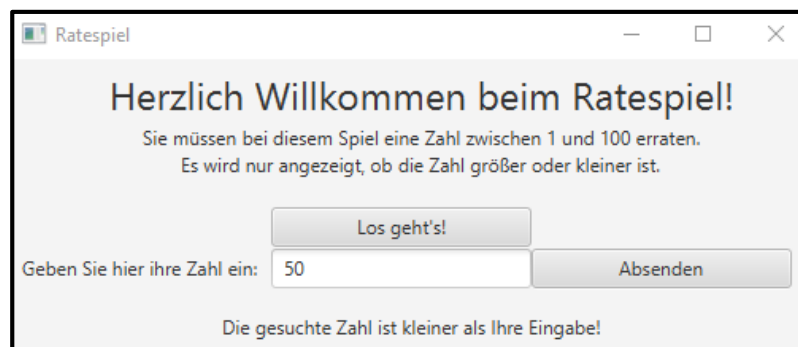 Ratespiel
Herzlich Willkommen beim Ratespiel!
Sie müssen bei diesem Spiel eine Zahl zwischen 1 und 100 erraten.
Es wird nur angezeigt, ob die Zahl größer oder kleiner ist.
Los geht's!
Geben Sie hier ihre Zahl ein: 50 Absenden
Die gesuchte Zahl ist kleiner als Ihre Eingabe!